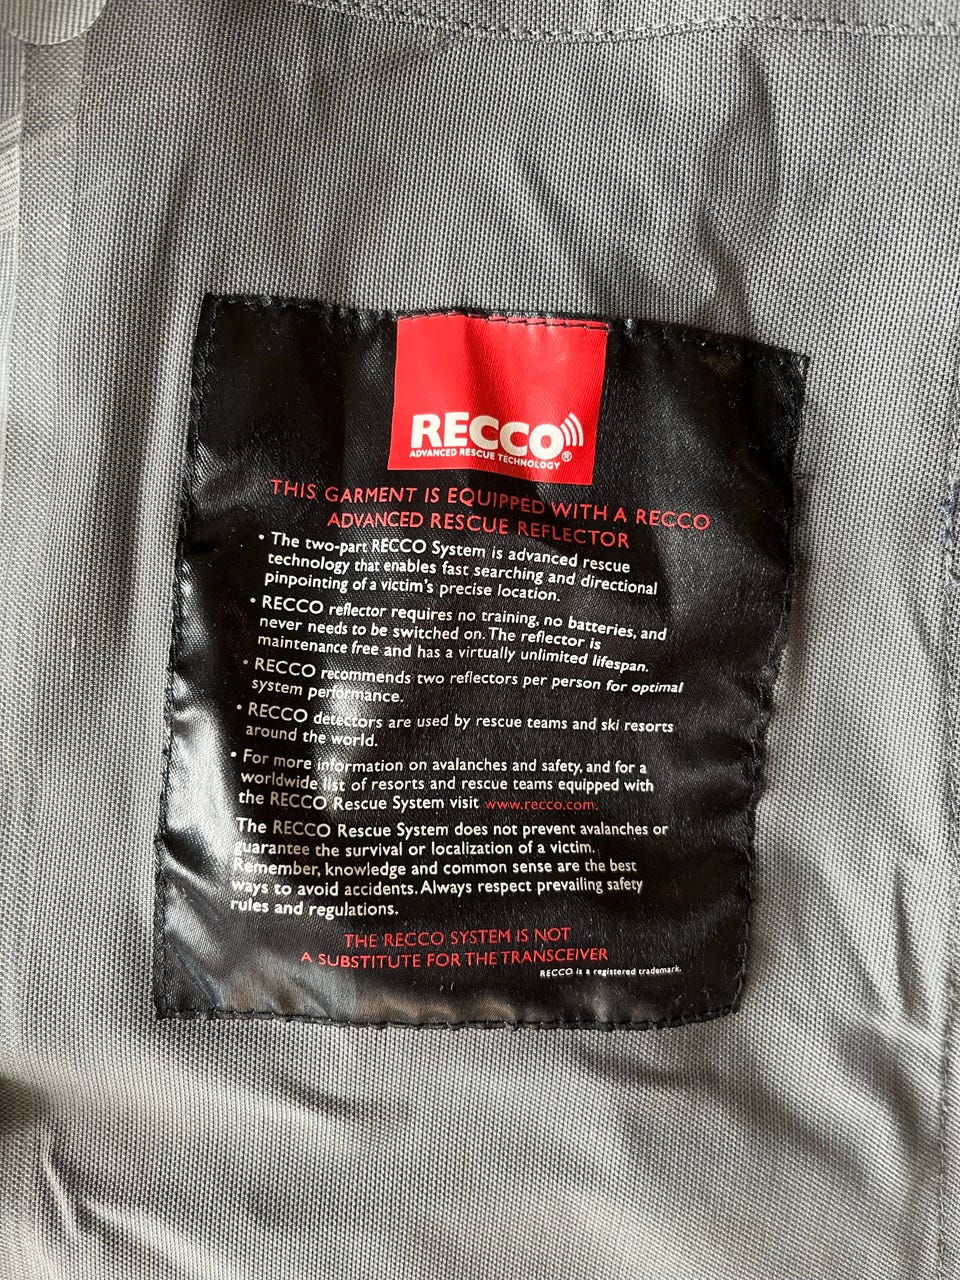 RECCO
ADVANCED RESCUE TECHNOLOGY®
THIS GARMENT IS EQUIPPED WITH A RECCO
ADVANCED RESCUE REFLECTOR
• The two-part RECCO System is advanced rescue
technology that enables fast searching and directional
pinpointing of a victim's precise location.
• RECCO reflector requires no training, no batteries, and
never needs to be switched on. The reflector is
maintenance free and has a virtually unlimited lifespan.
• RECCO recommends two reflectors per person for optimal
system performance.
• RECCO detectors are used by rescue teams and ski resorts
around the world.
• For more information on avalanches and safety, and for a
worldwide list of resorts and rescue teams equipped with
the RECCO Rescue System visit www.recco.com.
The RECCO Rescue System does not prevent avalanches or
guarantee the survival or localization of a victim.
Remember, knowledge and common sense are the best
ways to avoid accidents. Always respect prevailing safety
rules and regulations.
THE RECCO SYSTEM IS NOT
A SUBSTITUTE FOR THE TRANSCEIVER
RECCO is a registered trademark.